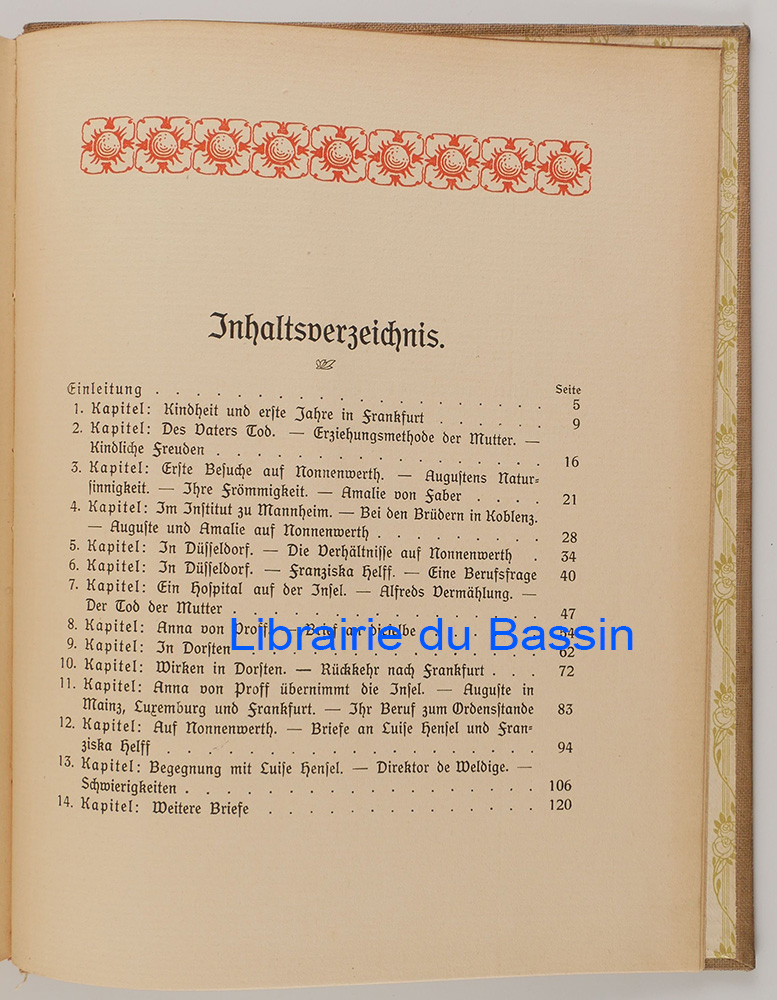 Inhaltsverzeichnis.
Seite
Einleitung . . . . . . . . . . . . . . . . 5
1. Kapitel: Kindheit und erste Jahre in Frankfurt . . . . . . 9
2. Kapitel: Des Vaters Tod. — Erziehungsmethode der Mutter. —
Kindliche Freuden . . . . . . . . . . . . . . . . 16
3. Kapitel: Erste Besuche auf Nonnenwerth. — Augustens Natur-
sinnigkeit. — Ihre Frömmigkeit. — Amalie von Faber . . . . 21
4. Kapitel: Im Institut zu Mannheim. — Bei den Brüdern in Koblenz.
— Auguste und Amalie auf Nonnenwerth . . . . . . . . . 28
5. Kapitel: In Düsseldorf. — Die Verhältnisse auf Nonnenwerth . 34
6. Kapitel: In Düsseldorf. — Franziska Helff. — Eine Berufsfrage 40
7. Kapitel: Ein Hospital auf der Insel. — Alfreds Vermählung. —
Der Tod der Mutter . . . . . . . . . . . . . . . 47
8. Kapitel: Anna von Proff. — Brief an dieselbe . . . . . . 54
Librairie du Bassin
9. Kapitel: In Dorsten . . . . . . . . . . . . . . . 62
10. Kapitel: Wirken in Dorsten. — Rückkehr nach Frankfurt . . . 72
11. Kapitel: Anna von Proff übernimmt die Insel. — Auguste in
Mainz, Luxemburg und Frankfurt. — Ihr Beruf zum Ordensstande 83
12. Kapitel: Auf Nonnenwerth. — Briefe an Luise Hensel und Fran-
ziska Helff . . . . . . . . . . . . . . . . . . 94
13. Kapitel: Begegnung mit Luise Hensel. — Direktor de Weldige. —
Schwierigkeiten . . . . . . . . . . . . . . . . . 106
14. Kapitel: Weitere Briefe . . . . . . . . . . . . . . 120